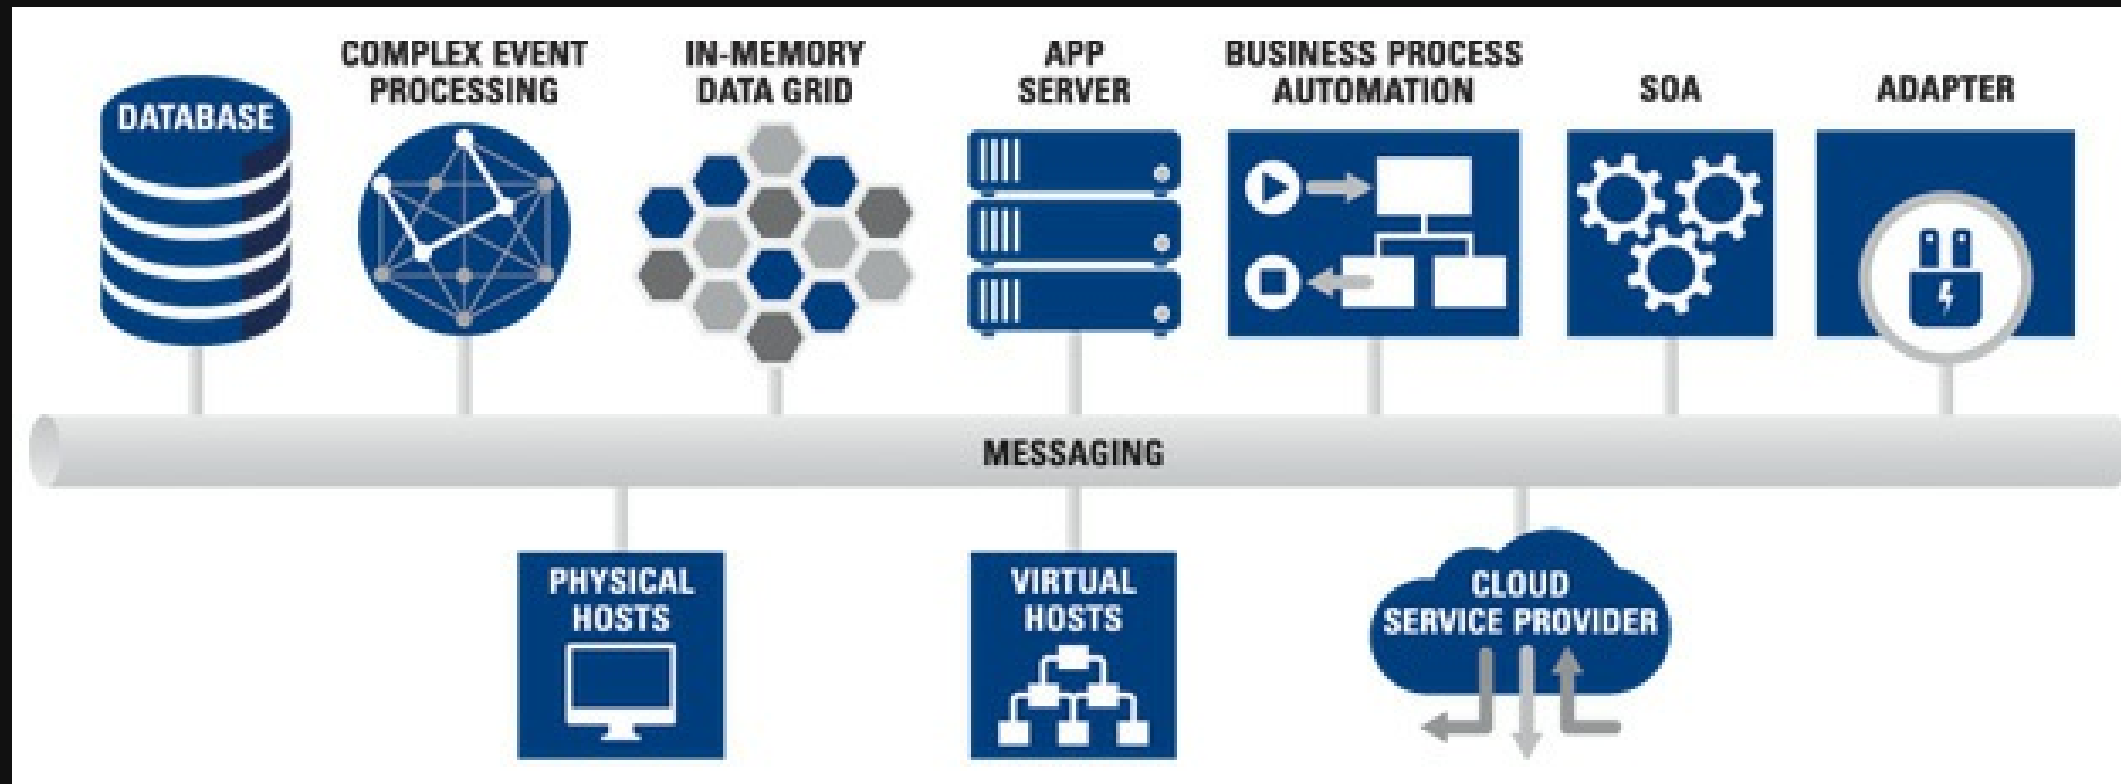 DATABASE
COMPLEX EVENT
PROCESSING
IN-MEMORY
DATA GRID
APP
SERVER
BUSINESS PROCESS
AUTOMATION
SOA
ADAPTER
MESSAGING
PHYSICAL
HOSTS
VIRTUAL
HOSTS
CLOUD
SERVICE PROVIDER